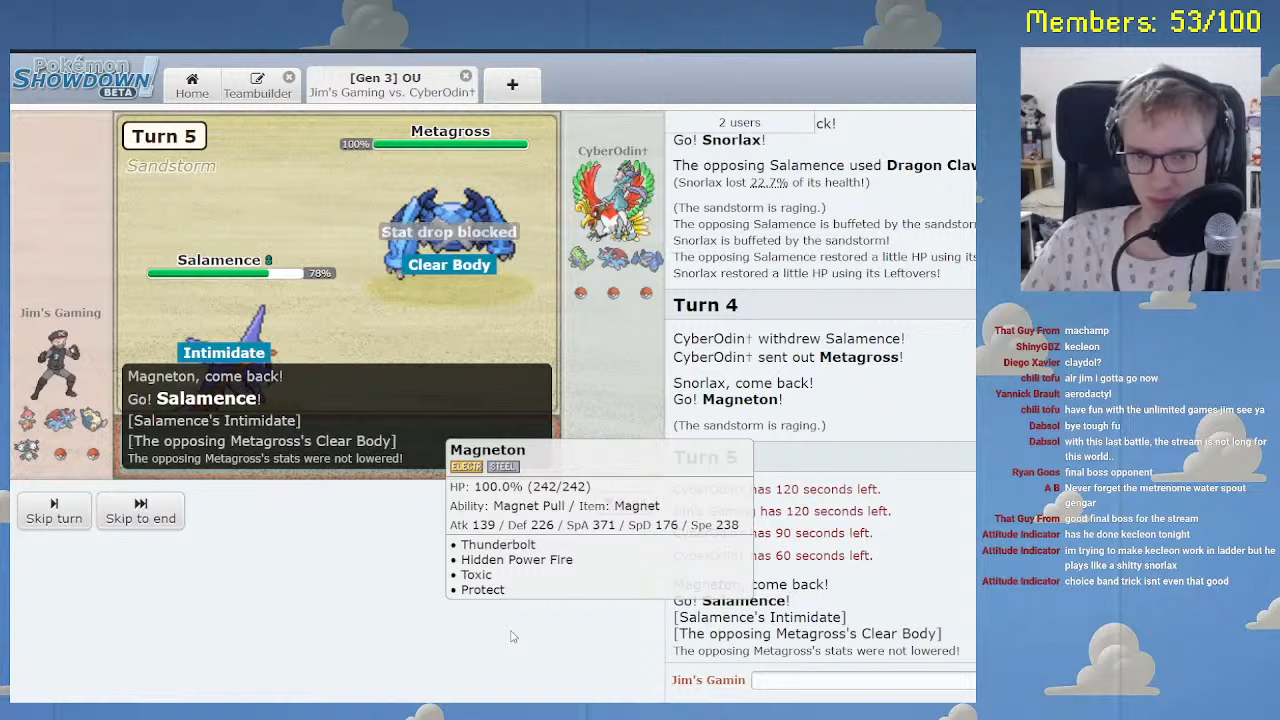 Members: 53/100
Pokémon
SHOWDOWN!
BETA
Home
Teambuilder
[Gen 3] OU
Jim's Gaming vs. CyberOdin†
+
Turn 5
Sandstorm
Metagross
100%
Stat drop blocked
Clear Body
Salamence
78%
Intimidate
Jim's Gaming
CyberOdin†
Magneton, come back!
Go! Salamence!
[Salamence's Intimidate]
[The opposing Metagross's Clear Body]
The opposing Metagross's stats were not lowered!
Skip turn
Skip to end
Magneton
ELECTR STEEL
HP: 100.0% (242/242)
Ability: Magnet Pull / Item: Magnet
Atk 139 / Def 226 / SpA 371 / SpD 176 / Spe 238
• Thunderbolt
• Hidden Power Fire
• Toxic
• Protect
2 users
ck!
Go! Snorlax!
The opposing Salamence used Dragon Claw
(Snorlax lost 22.7% of its health!)
(The sandstorm is raging.)
The opposing Salamence is buffeted by the sandstorm
Snorlax is buffeted by the sandstorm!
The opposing Salamence restored a little HP using its
Snorlax restored a little HP using its Leftovers!
Turn 4
CyberOdin† withdrew Salamence!
CyberOdin† sent out Metagross!
Snorlax, come back!
Go! Magneton!
(The sandstorm is raging.)
Turn 5
has 120 seconds left.
has 120 seconds left.
has 90 seconds left.
has 60 seconds left.
Magneton, come back!
Go! Salamence!
[Salamence's Intimidate]
[The opposing Metagross's Clear Body]
The opposing Metagross's stats were not lowered!
Jim's Gamin
That Guy From machamp
ShinyGBZ kecleon
Diego Xavier claydol?
chili tofu air jim i gotta go now
Yannick Brault aerodactyl
chili tofu have fun with the unlimited games jim see ya
Dabsol bye tough fu
Dabsol with this last battle, the stream is not long for
this world..
Ryan Goos final boss opponent
A B Never forget the metrenome water spout
gengar
That Guy From good final boss for the stream
Attitude Indicator has he done kecleon tonight
Attitude Indicator im trying to make kecleon work in ladder but he
plays like a shitty snorlax
Attitude Indicator choice band trick isnt even that good